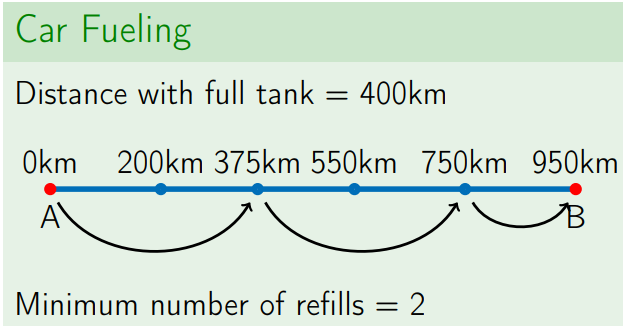 Car Fueling
Distance with full tank = 400km
0km 200km 375km 550km 750km 950km
A B
Minimum number of refills = 2